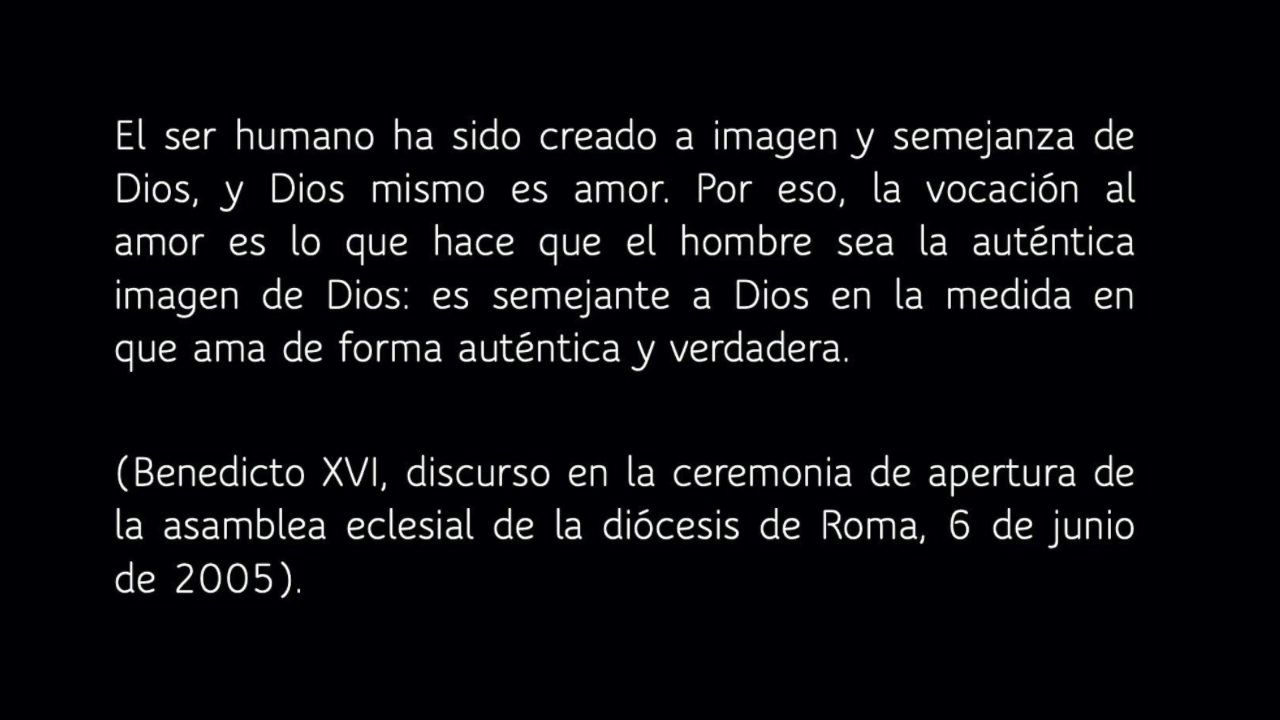 El ser humano ha sido creado a imagen y semejanza de
Dios, y Dios mismo es amor. Por eso, la vocación al
amor es lo que hace que el hombre sea la auténtica
imagen de Dios: es semejante a Dios en la medida en
que ama de forma auténtica y verdadera.
(Benedicto XVI, discurso en la ceremonia de apertura de
la asamblea eclesial de la diócesis de Roma, 6 de junio
de 2005).